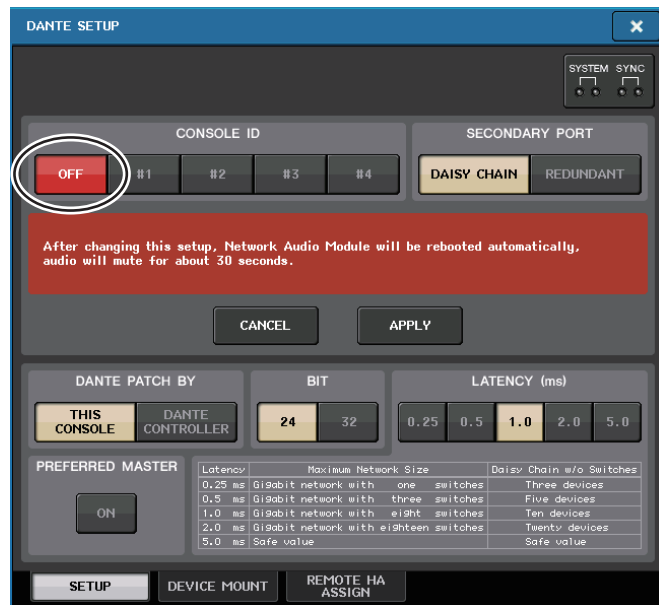 DANTE SETUP
SYSTEM SYNC
CONSOLE ID
SECONDARY PORT
OFF #1 #2 #3 #4
DAISY CHAIN REDUNDANT
After changing this setup, Network Audio Module will be rebooted automatically,
audio will mute for about 30 seconds.
CANCEL APPLY
DANTE PATCH BY
BIT
LATENCY (ms)
THIS
CONSOLE
DANTE
CONTROLLER
24 32
0.25 0.5 1.0 2.0 5.0
PREFERRED MASTER
ON
Latency Maximum Network Size Daisy Chain w/o Switches
0.25 ms Gigabit network with one switches Three devices
0.5 ms Gigabit network with three switches Five devices
1.0 ms Gigabit network with eight switches Ten devices
2.0 ms Gigabit network with eighteen switches Twenty devices
5.0 ms Safe value Safe value
SETUP
DEVICE MOUNT
REMOTE HA
ASSIGN